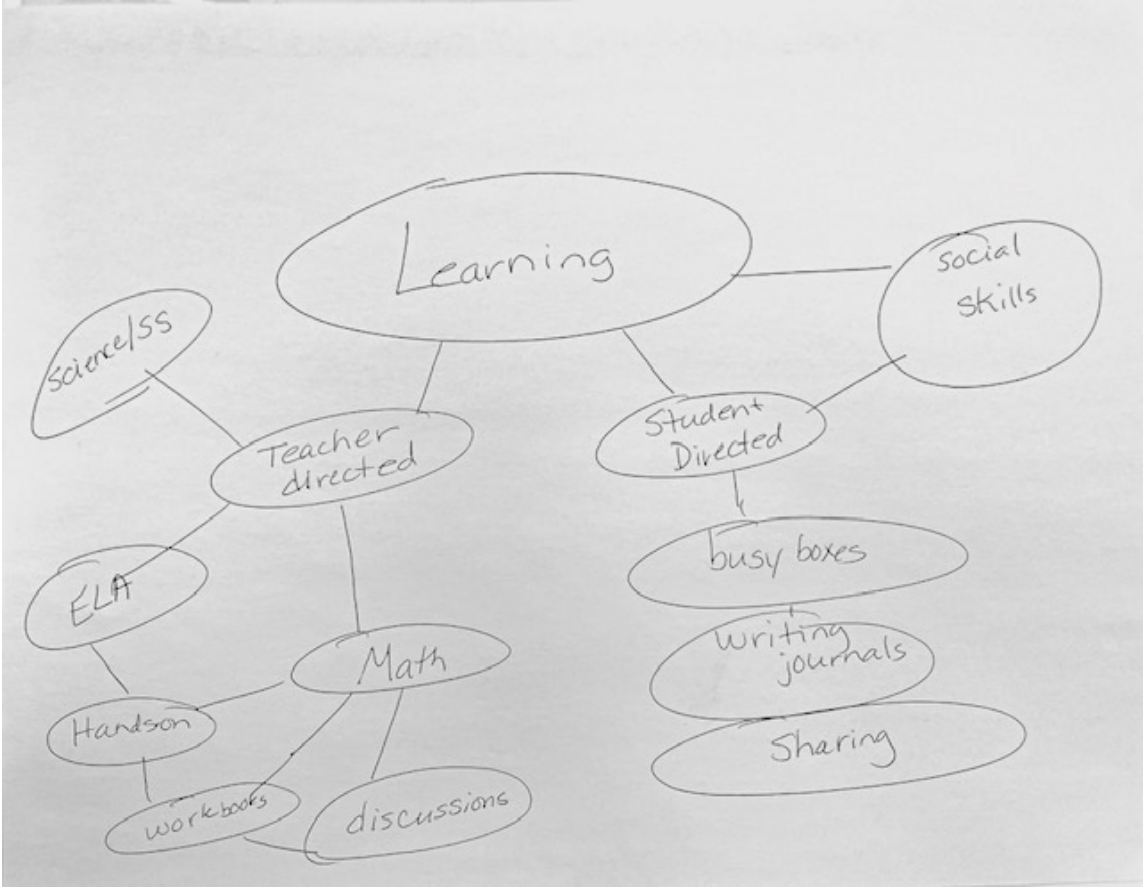 Learning
social
skills
science/ss
Teacher
directed
Student
Directed
ELA
busy boxes
Math
writing
journals
Handson
Sharing
workbooks
discussions